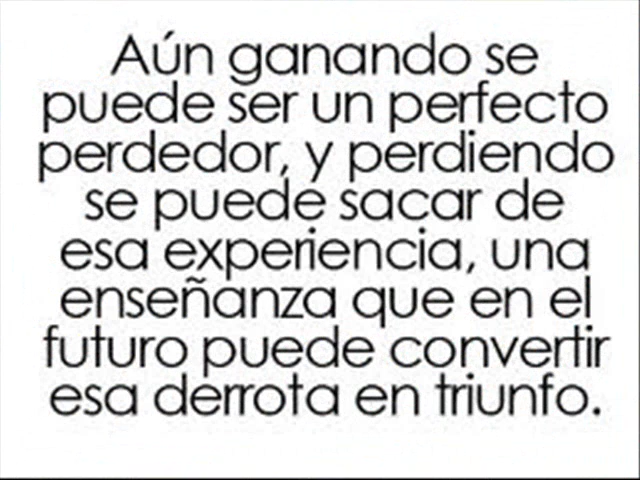 Aún ganando se
puede ser un perfecto
perdedor, y perdiendo
se puede sacar de
esa experiencia, una
enseñanza que en el
futuro puede convertir
esa derrota en triunfo.